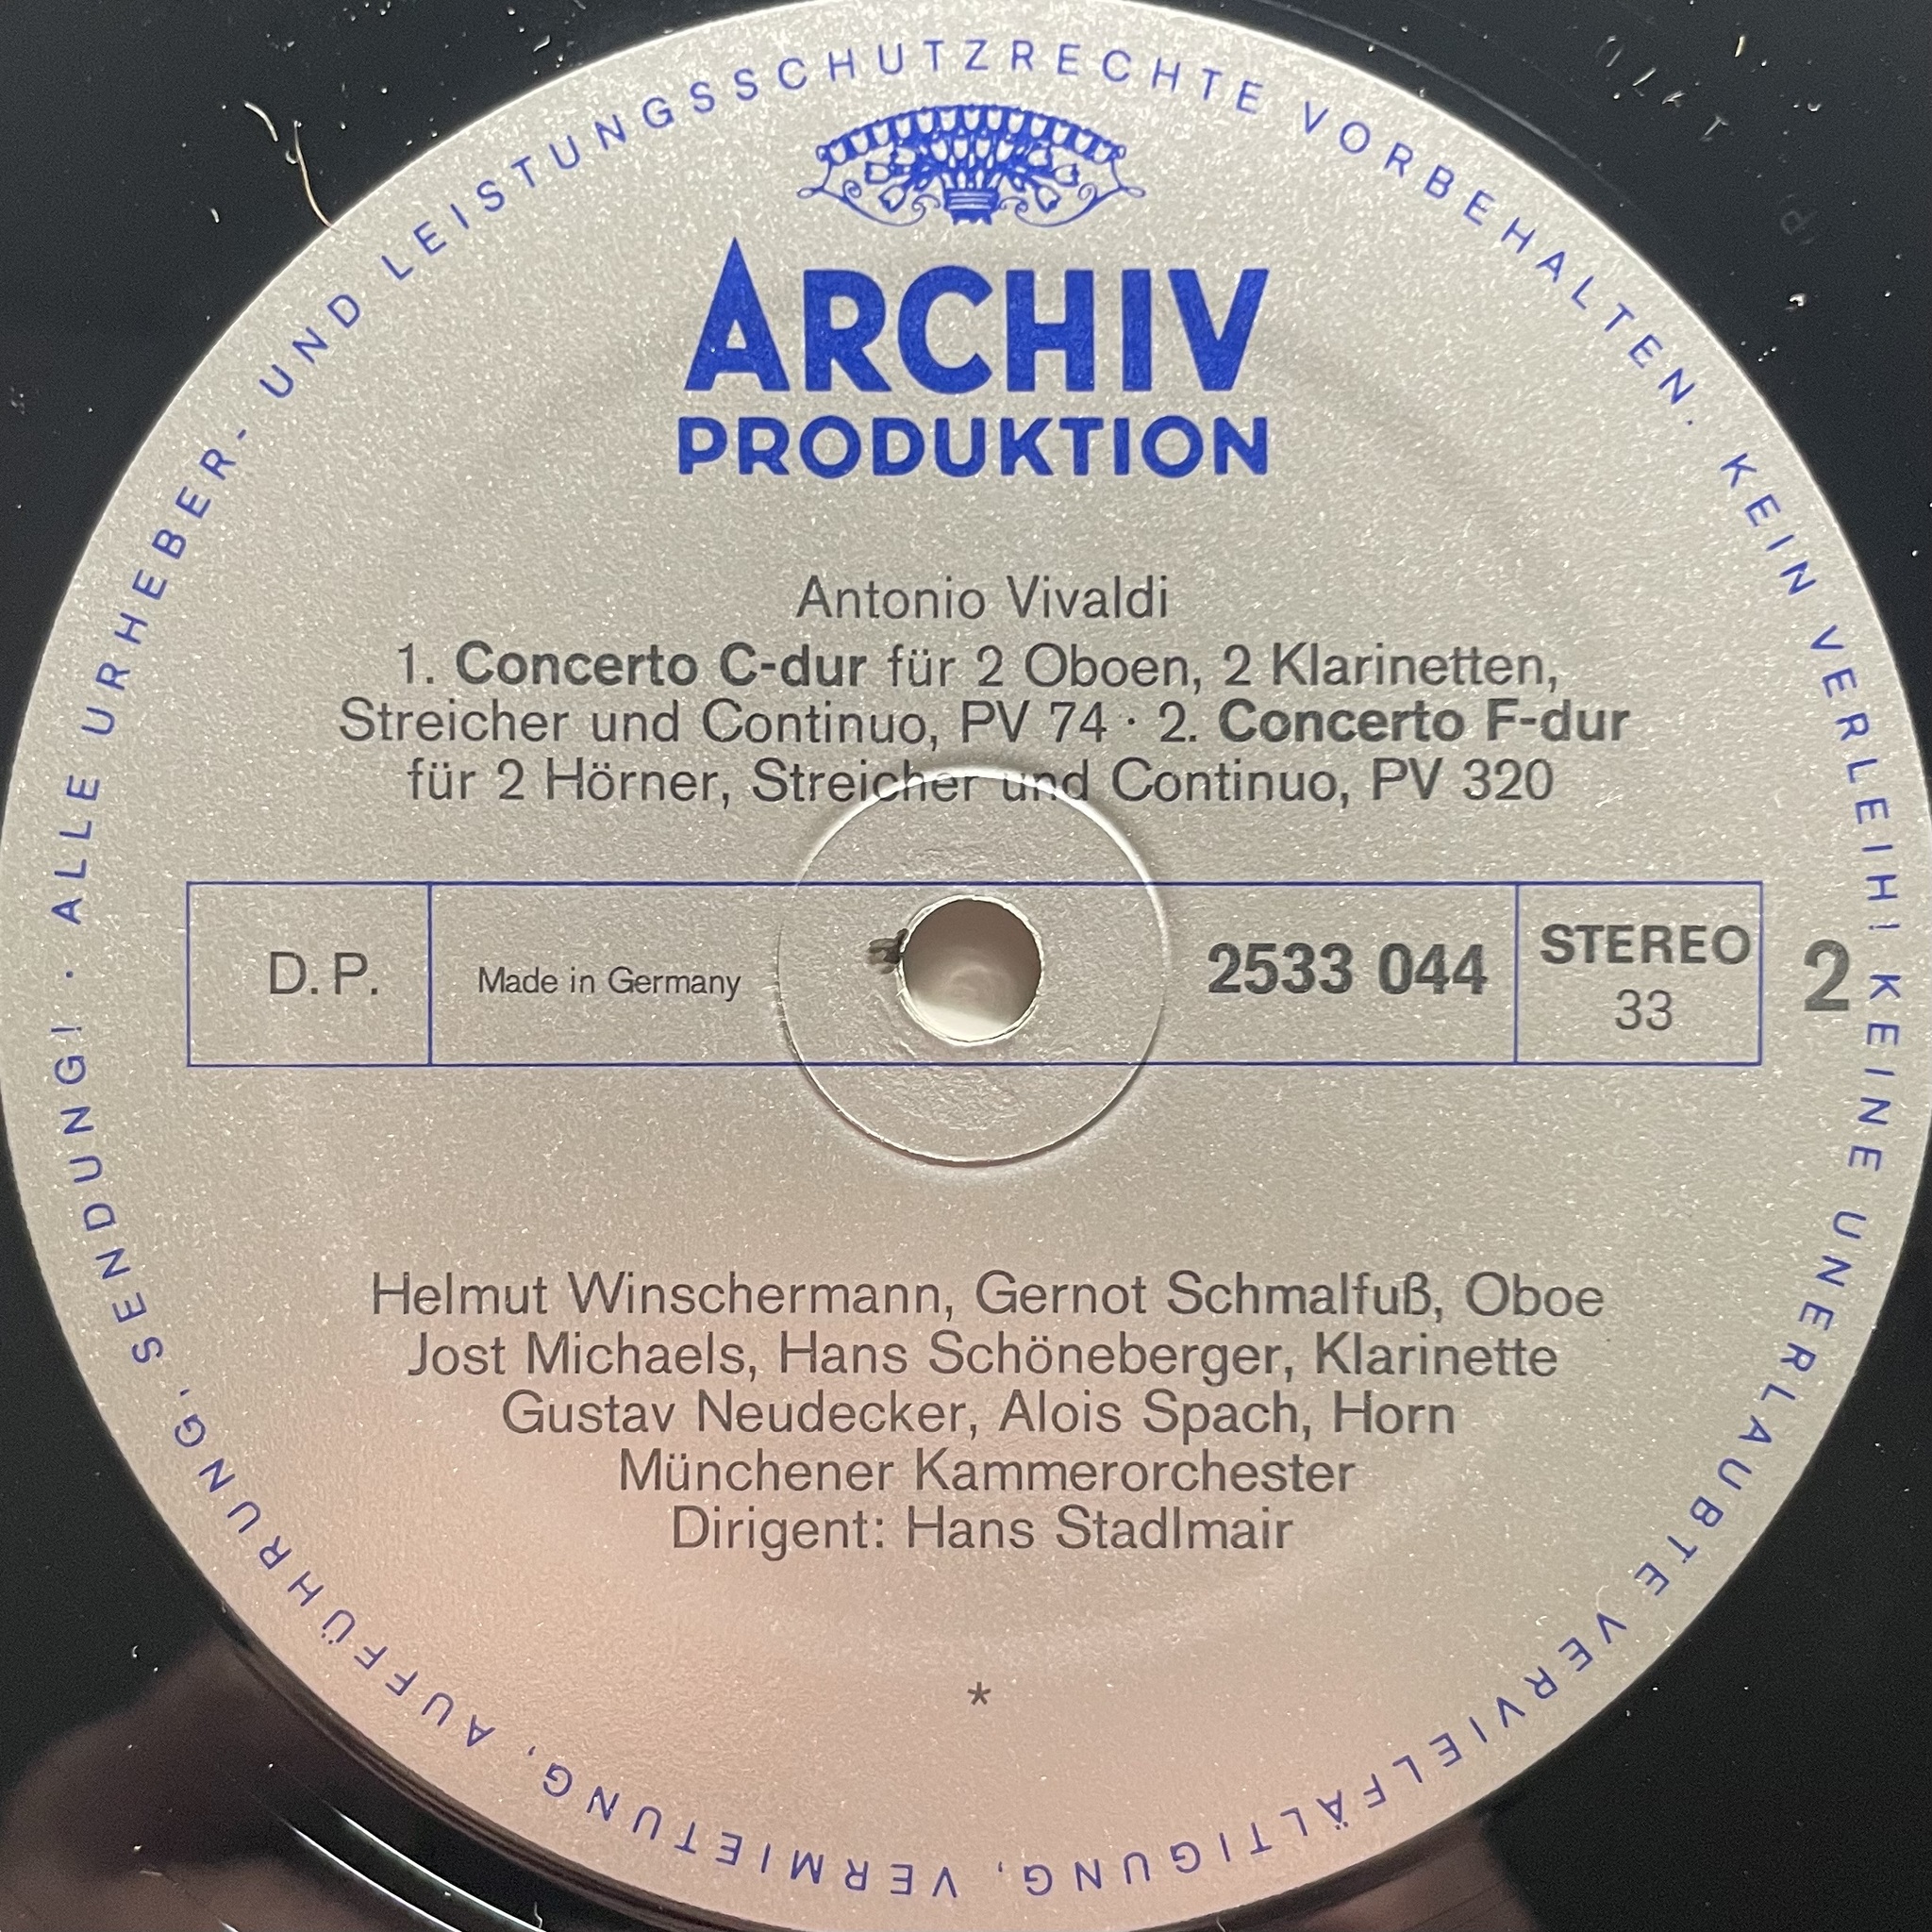 ALLE URHEBER- UND LEISTUNGSSCHUTZRECHTE VORBEHALTEN. KEIN VERLEIH! KEINE UNERLAUBTE VERVIELFÄLTIGUNG, VERMIETUNG, AUFFÜHRUNG, SENDUNG! ·
ARCHIV
PRODUKTION
Antonio Vivaldi
1. Concerto C-dur für 2 Oboen, 2 Klarinetten,
Streicher und Continuo, PV 74 · 2. Concerto F-dur
für 2 Hörner, Streicher und Continuo, PV 320
D.P.
Made in Germany
2533 044
STEREO
33
2
Helmut Winschermann, Gernot Schmalfuß, Oboe
Jost Michaels, Hans Schöneberger, Klarinette
Gustav Neudecker, Alois Spach, Horn
Münchener Kammerorchester
Dirigent: Hans Stadlmair
*